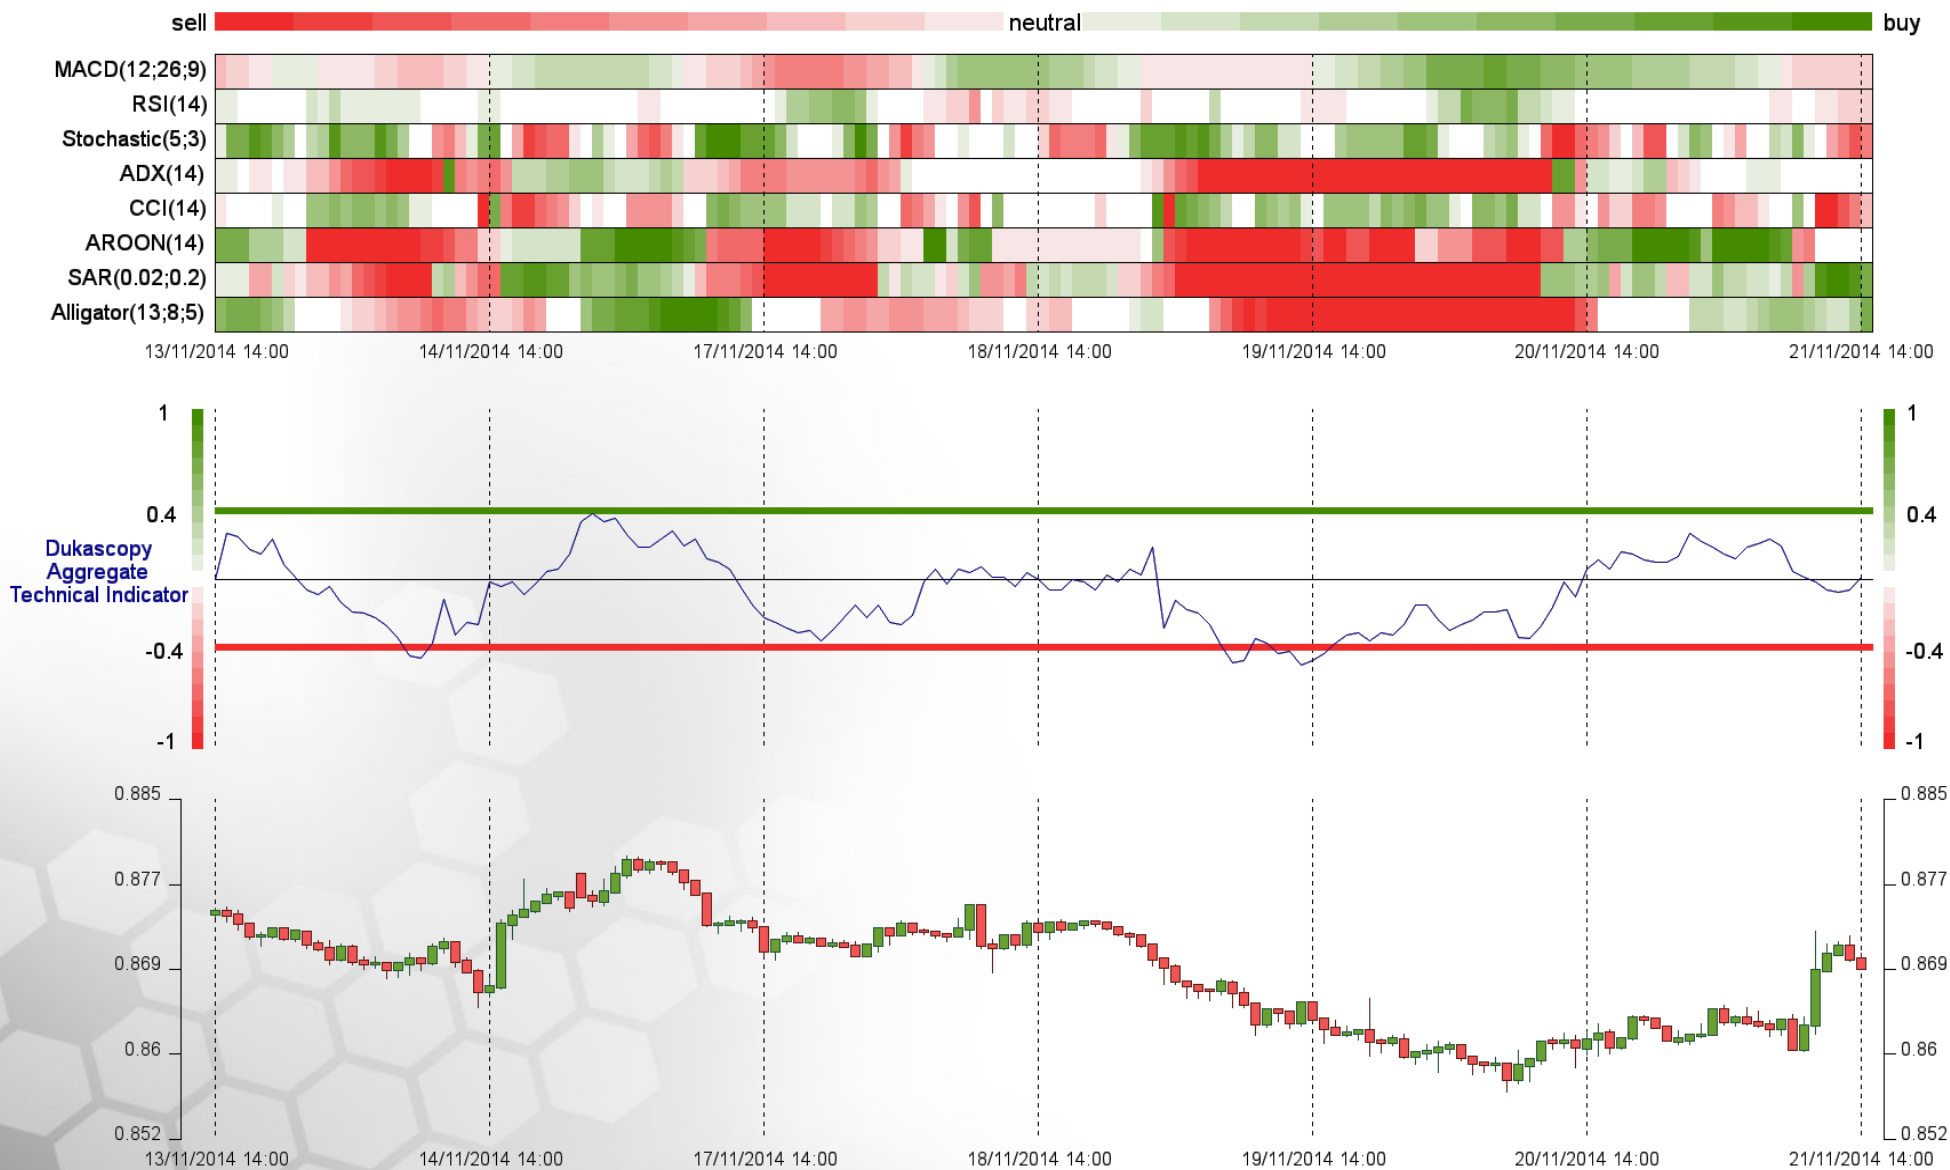 sell neutral buy
MACD(12;26;9)
RSI(14)
Stochastic(5;3)
ADX(14)
CCI(14)
AROON(14)
SAR(0.02;0.2)
Alligator(13;8;5)
13/11/2014 14:00 14/11/2014 14:00 17/11/2014 14:00 18/11/2014 14:00 19/11/2014 14:00 20/11/2014 14:00 21/11/2014 14:00
1 1
0.4 0.4
Dukascopy
Aggregate
Technical Indicator
-0.4 -0.4
-1 -1
0.885 0.885
0.877 0.877
0.869 0.869
0.86 0.86
0.852 0.852
13/11/2014 14:00 14/11/2014 14:00 17/11/2014 14:00 18/11/2014 14:00 19/11/2014 14:00 20/11/2014 14:00 21/11/2014 14:00